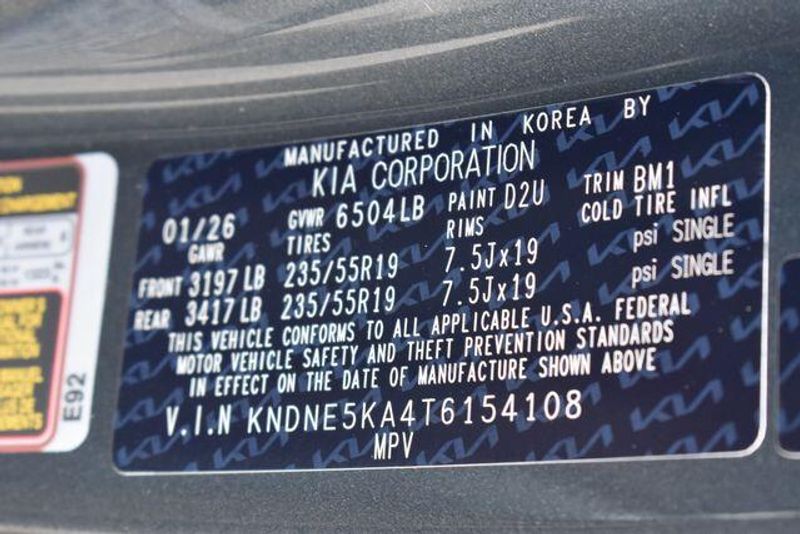 MANUFACTURED IN KOREA BY
KIA CORPORATION
01/26 GVWR 6504LB PAINT D2U TRIM BM1
GAWR TIRES RIMS COLD TIRE INFL
FRONT 3197 LB 235/55R19 7.5Jx19 psi SINGLE
REAR 3417 LB 235/55R19 7.5Jx19 psi SINGLE
THIS VEHICLE CONFORMS TO ALL APPLICABLE U.S.A. FEDERAL
MOTOR VEHICLE SAFETY AND THEFT PREVENTION STANDARDS
IN EFFECT ON THE DATE OF MANUFACTURE SHOWN ABOVE
V.I.N KNDNE5KA4T6154108
MPV
E92